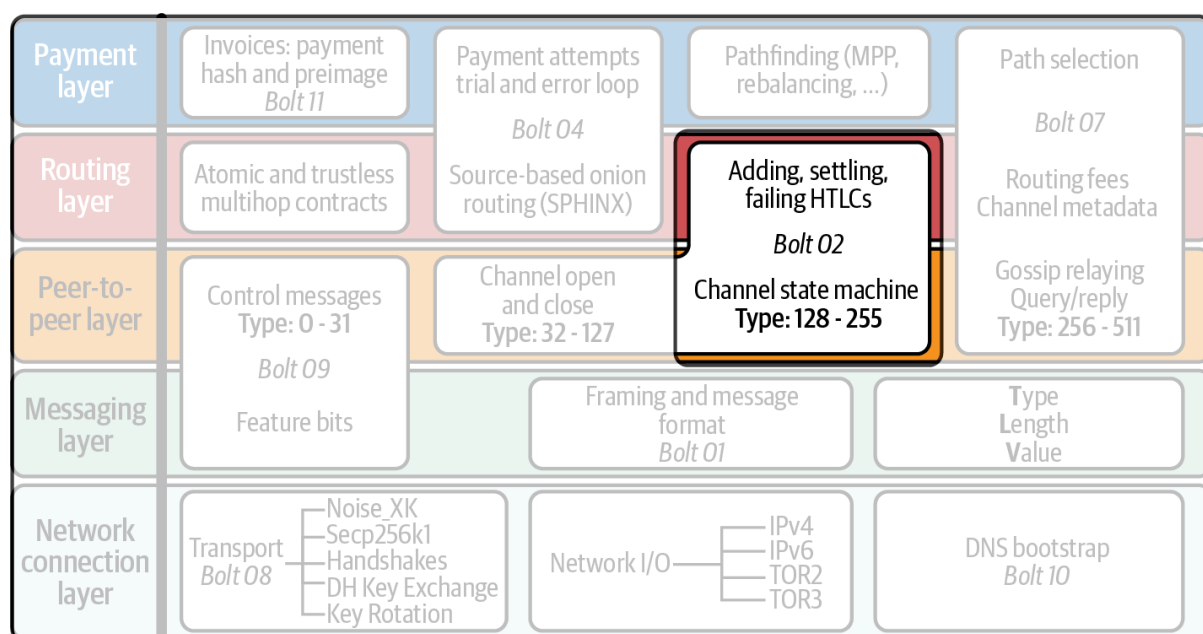 Payment
layer
Invoices: payment
hash and preimage
Bolt 11
Payment attempts
trial and error loop
Bolt 04
Source-based onion
routing (SPHINX)
Pathfinding (MPP,
rebalancing, ...)
Path selection
Bolt 07
Routing fees
Channel metadata
Gossip relaying
Query/reply
Type: 256 - 511
Routing
layer
Atomic and trustless
multihop contracts
Adding, settling,
failing HTLCs
Bolt 02
Channel state machine
Type: 128 - 255
Peer-to-
peer layer
Control messages
Type: 0 - 31
Bolt 09
Feature bits
Channel open
and close
Type: 32 - 127
Messaging
layer
Framing and message
format
Bolt 01
Type
Length
Value
Network
connection
layer
Transport
Bolt 08
Noise_XK
Secp256k1
Handshakes
DH Key Exchange
Key Rotation
Network I/O
IPv4
IPv6
TOR2
TOR3
DNS bootstrap
Bolt 10